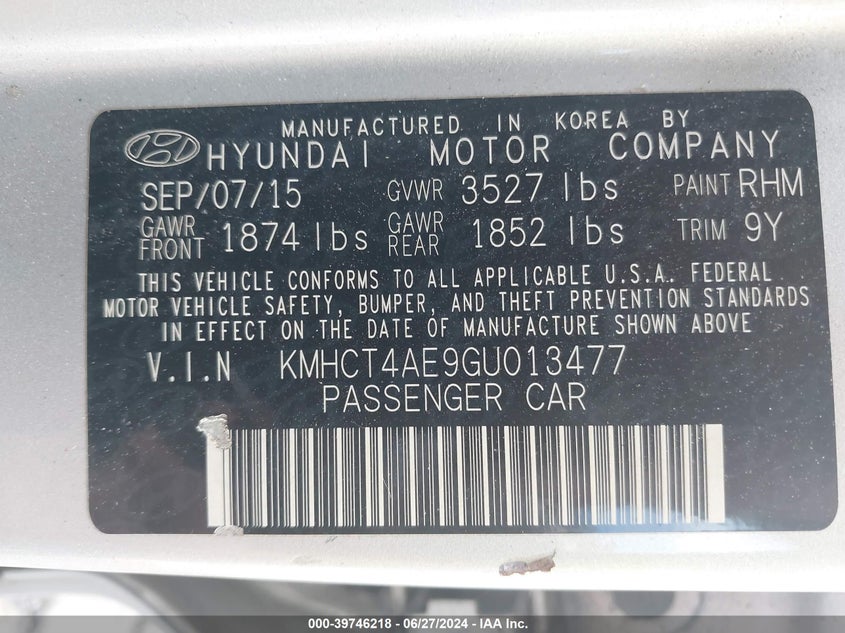 MANUFACTURED IN KOREA BY
HYUNDAI MOTOR COMPANY
SEP/07/15 GVWR 3527 lbs PAINT RHM
GAWR FRONT 1874 lbs GAWR REAR 1852 lbs TRIM 9Y
THIS VEHICLE CONFORMS TO ALL APPLICABLE U.S.A. FEDERAL
MOTOR VEHICLE SAFETY, BUMPER, AND THEFT PREVENTION STANDARDS
IN EFFECT ON THE DATE OF MANUFACTURE SHOWN ABOVE
V.I.N KMHCT4AE9GU013477
PASSENGER CAR
000-39746218 - 06/27/2024 - IAA Inc.